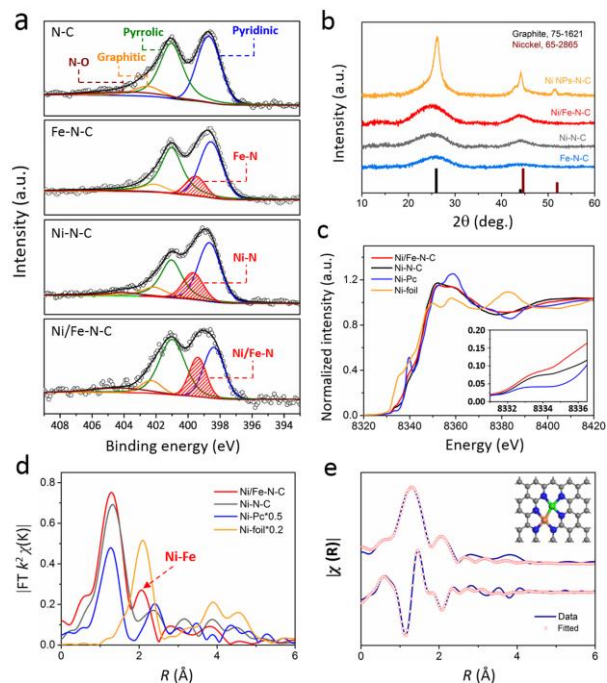 a
N-C
Pyrrolic
Pyridinic
N-O
Graphitic
Fe-N-C
Fe-N
Ni-N-C
Ni-N
Ni/Fe-N-C
Ni/Fe-N
Intensity (a.u.)
408 406 404 402 400 398 396 394
Binding energy (eV)
b
Graphite, 75-1621
Nicckel, 65-2865
Ni NPs-N-C
Ni/Fe-N-C
Ni-N-C
Fe-N-C
Intensity (a.u.)
10 20 30 40 50 60
2θ (deg.)
c
Ni/Fe-N-C
Ni-N-C
Ni-Pc
Ni-foil
Normalized intensity (a.u.)
1.2
0.9
0.6
0.3
0.0
0.20
0.15
0.10
0.05
0.00
8332 8334 8336
8320 8340 8360 8380 8400 8420
Energy (eV)
d
Ni/Fe-N-C
Ni-N-C
Ni-Pc*0.5
Ni-foil*0.2
Ni-Fe
|FT k² χ(K)|
0.8
0.6
0.4
0.2
0.0
0 2 4 6
R (Å)
e
|χ (R)|
Data
Fitted
0 1 2 3 4 5 6
R (Å)